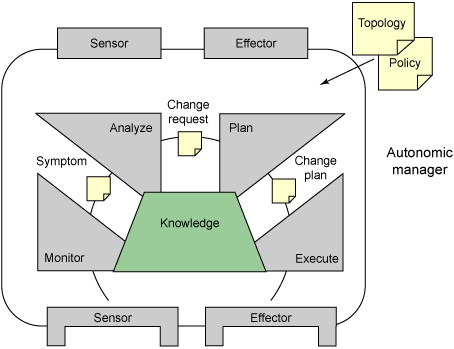 Sensor
Effector
Topology
Policy
Change
request
Analyze
Plan
Symptom
Change
plan
Autonomic
manager
Knowledge
Monitor
Execute
Sensor
Effector